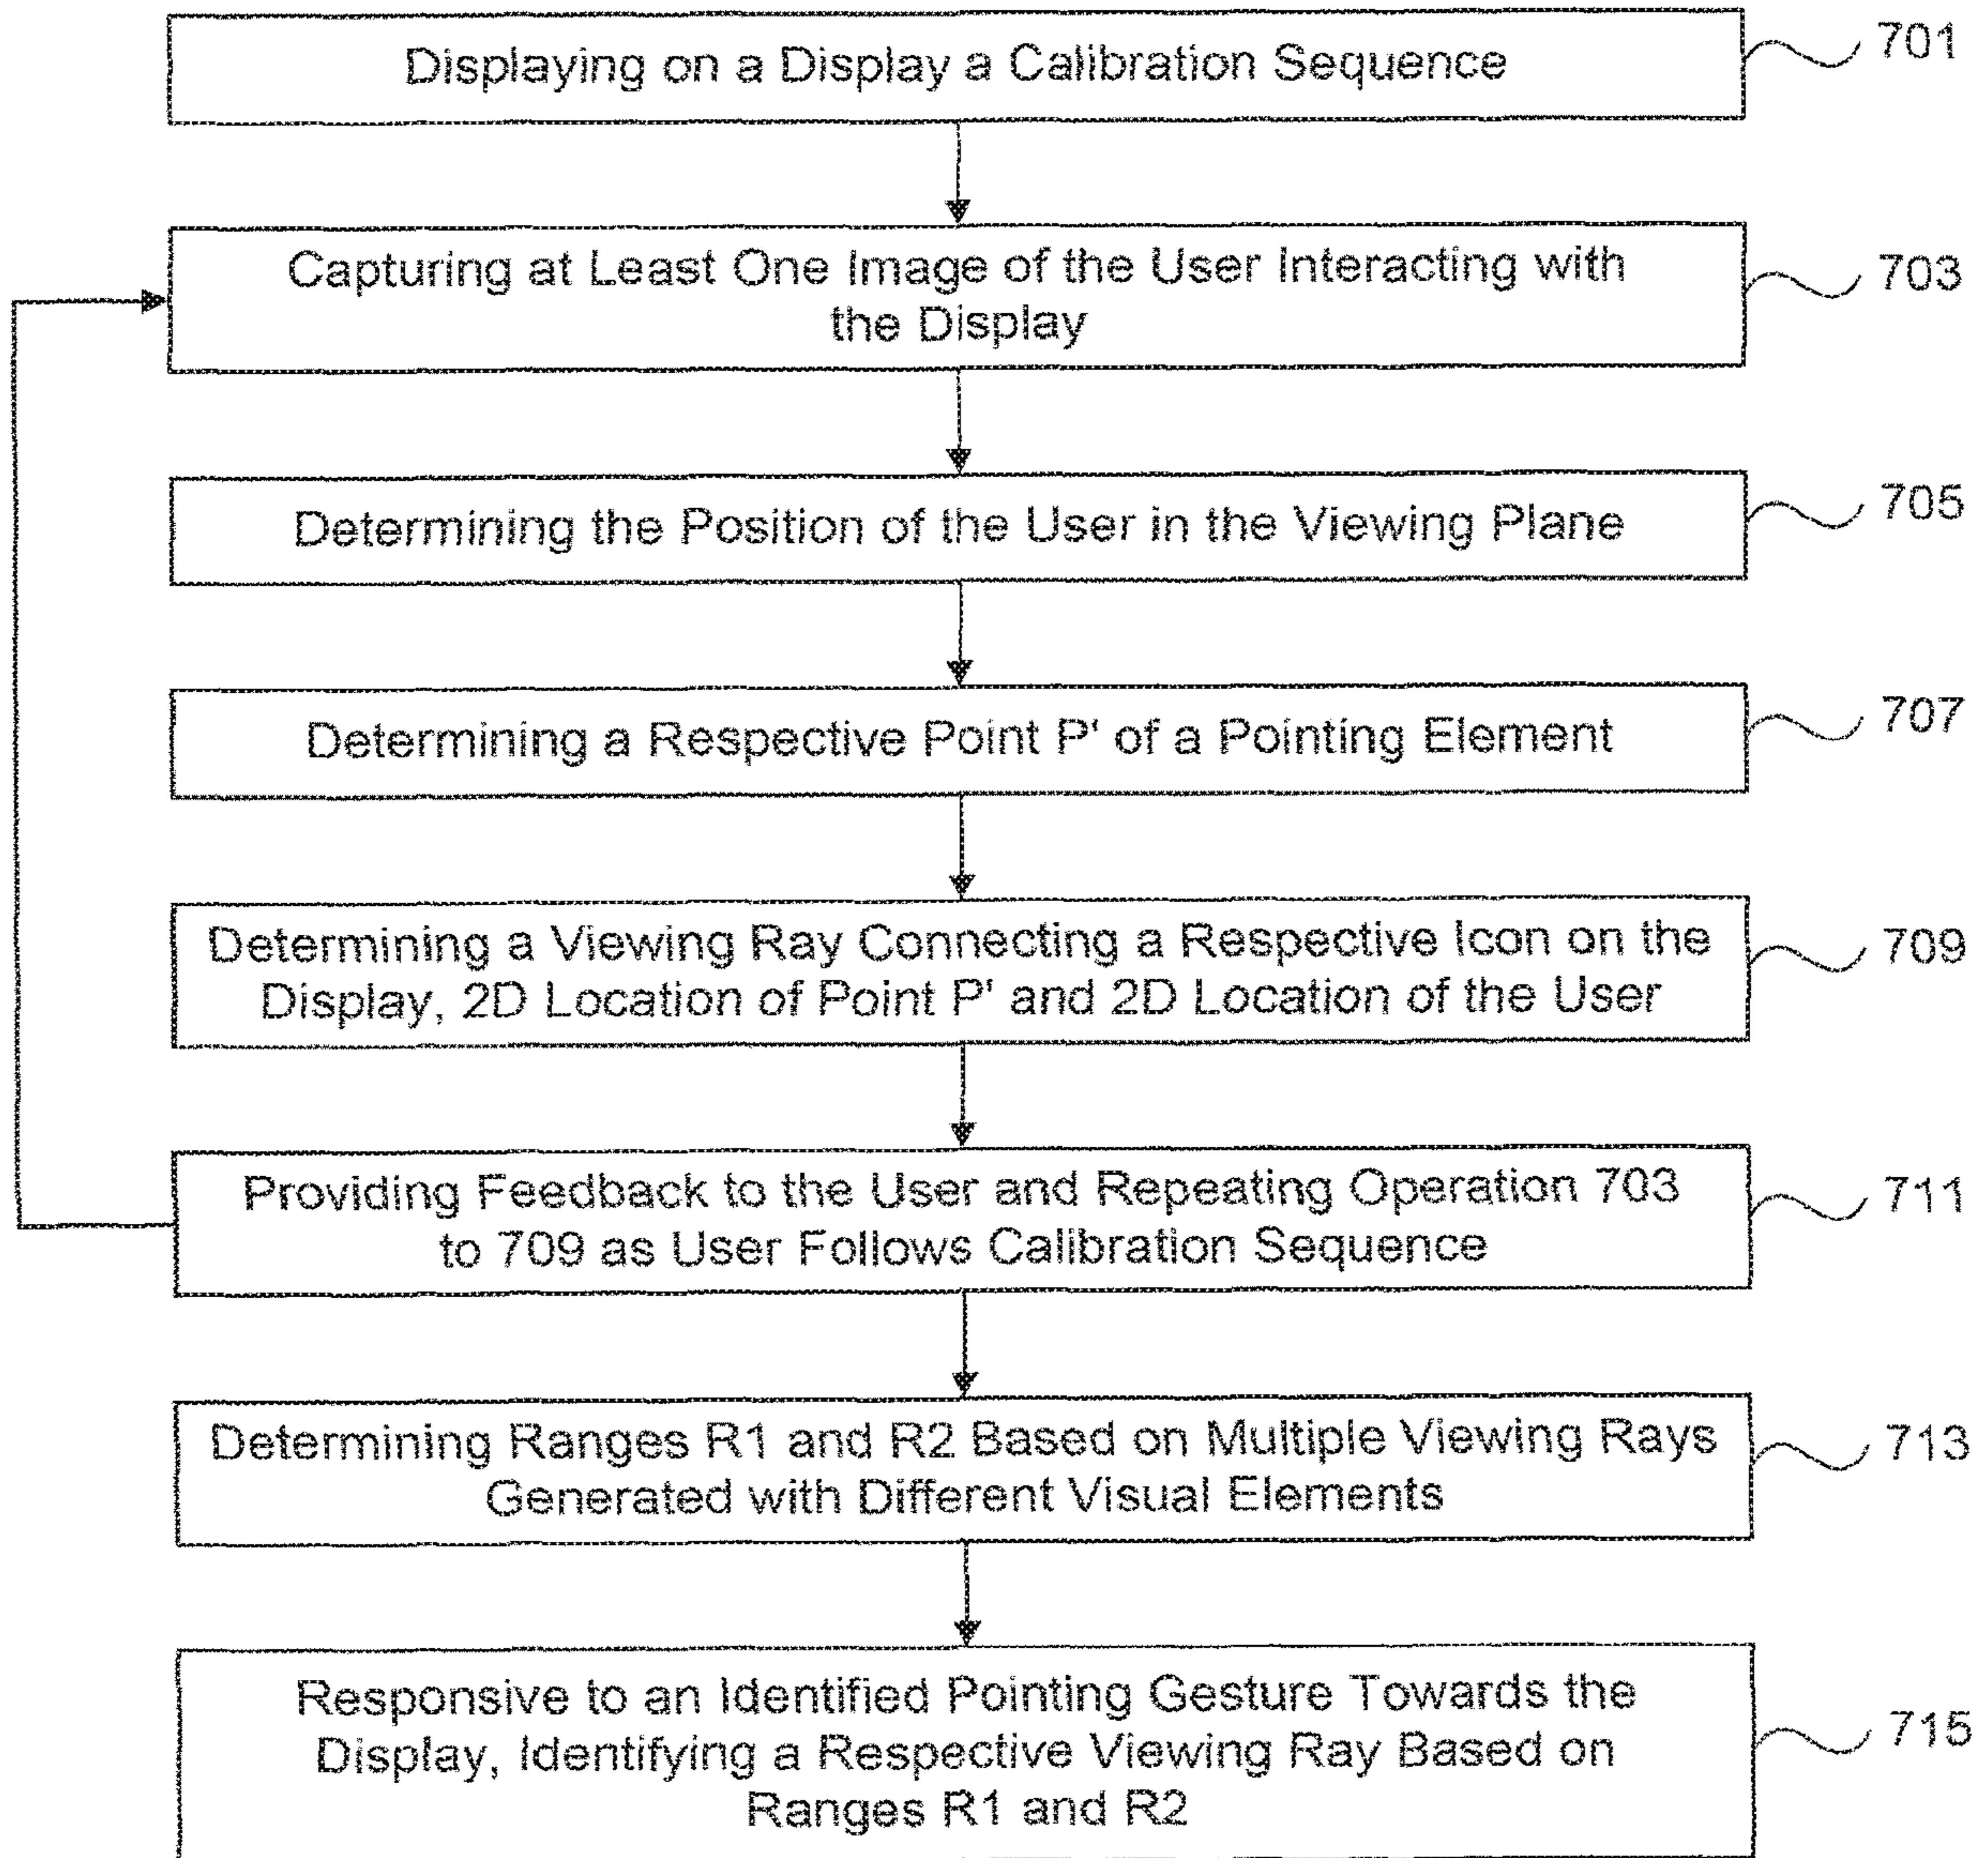 Displaying on a Display a Calibration Sequence
701
Capturing at Least One Image of the User Interacting with
the Display
703
Determining the Position of the User in the Viewing Plane
705
Determining a Respective Point P' of a Pointing Element
707
Determining a Viewing Ray Connecting a Respective Icon on the
Display, 2D Location of Point P' and 2D Location of the User
709
Providing Feedback to the User and Repeating Operation 703
to 709 as User Follows Calibration Sequence
711
Determining Ranges R1 and R2 Based on Multiple Viewing Rays
Generated with Different Visual Elements
713
Responsive to an Identified Pointing Gesture Towards the
Display, Identifying a Respective Viewing Ray Based on
Ranges R1 and R2
715